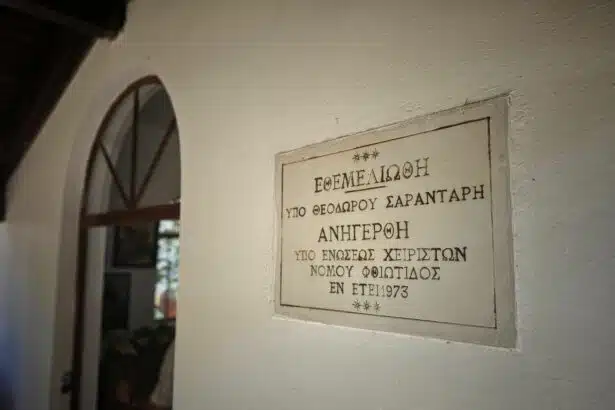 ΕΘΕΜΕΛΙΩΘΗ
ΥΠΟ ΘΕΟΔΩΡΟΥ ΣΑΡΑΝΤΑΡΗ
ΑΝΗΓΕΡΘΗ
ΥΠΟ ΕΝΩΣΕΩΣ ΧΕΙΡΙΣΤΩΝ
ΝΟΜΟΥ ΦΘΙΩΤΙΔΟΣ
ΕΝ ΕΤΕΙ 1973